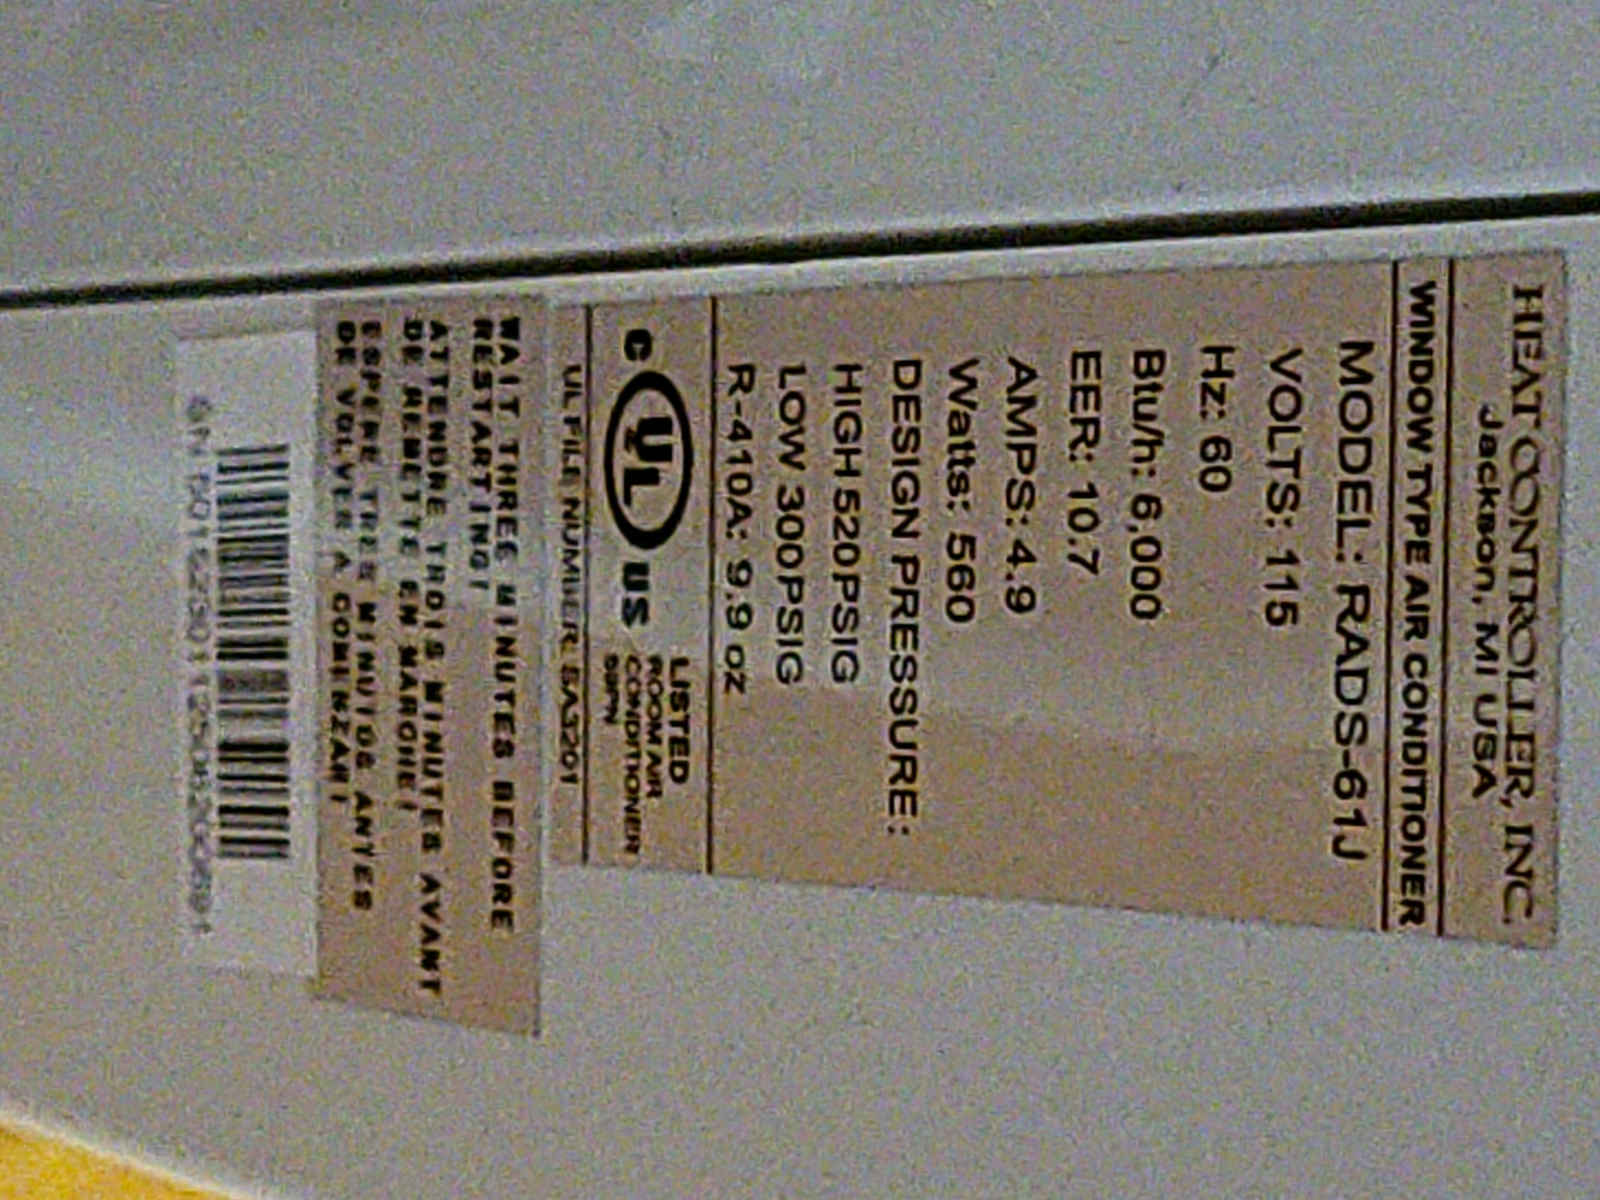 HEAT CONTROLLER, INC.
Jackson, MI USA
WINDOW TYPE AIR CONDITIONER
MODEL: RADS-61J
VOLTS: 115
Hz: 60
Btu/h: 6,000
EER: 10.7
AMPS: 4.9
Watts: 560
DESIGN PRESSURE:
HIGH 520PSIG
LOW 300PSIG
R-410A: 9.9 oz
c UL US
LISTED
ROOM AIR
CONDITIONER
UL FILE NUMBER: SA3201
WAIT THREE MINUTES BEFORE
RESTARTING!
ATTENDRE TROIS MINUTES AVANT
DE REMETTE EN MARCHE!
ESPERE TRES MINUTOS ANTES
DE VOLVER A COMENZAR!